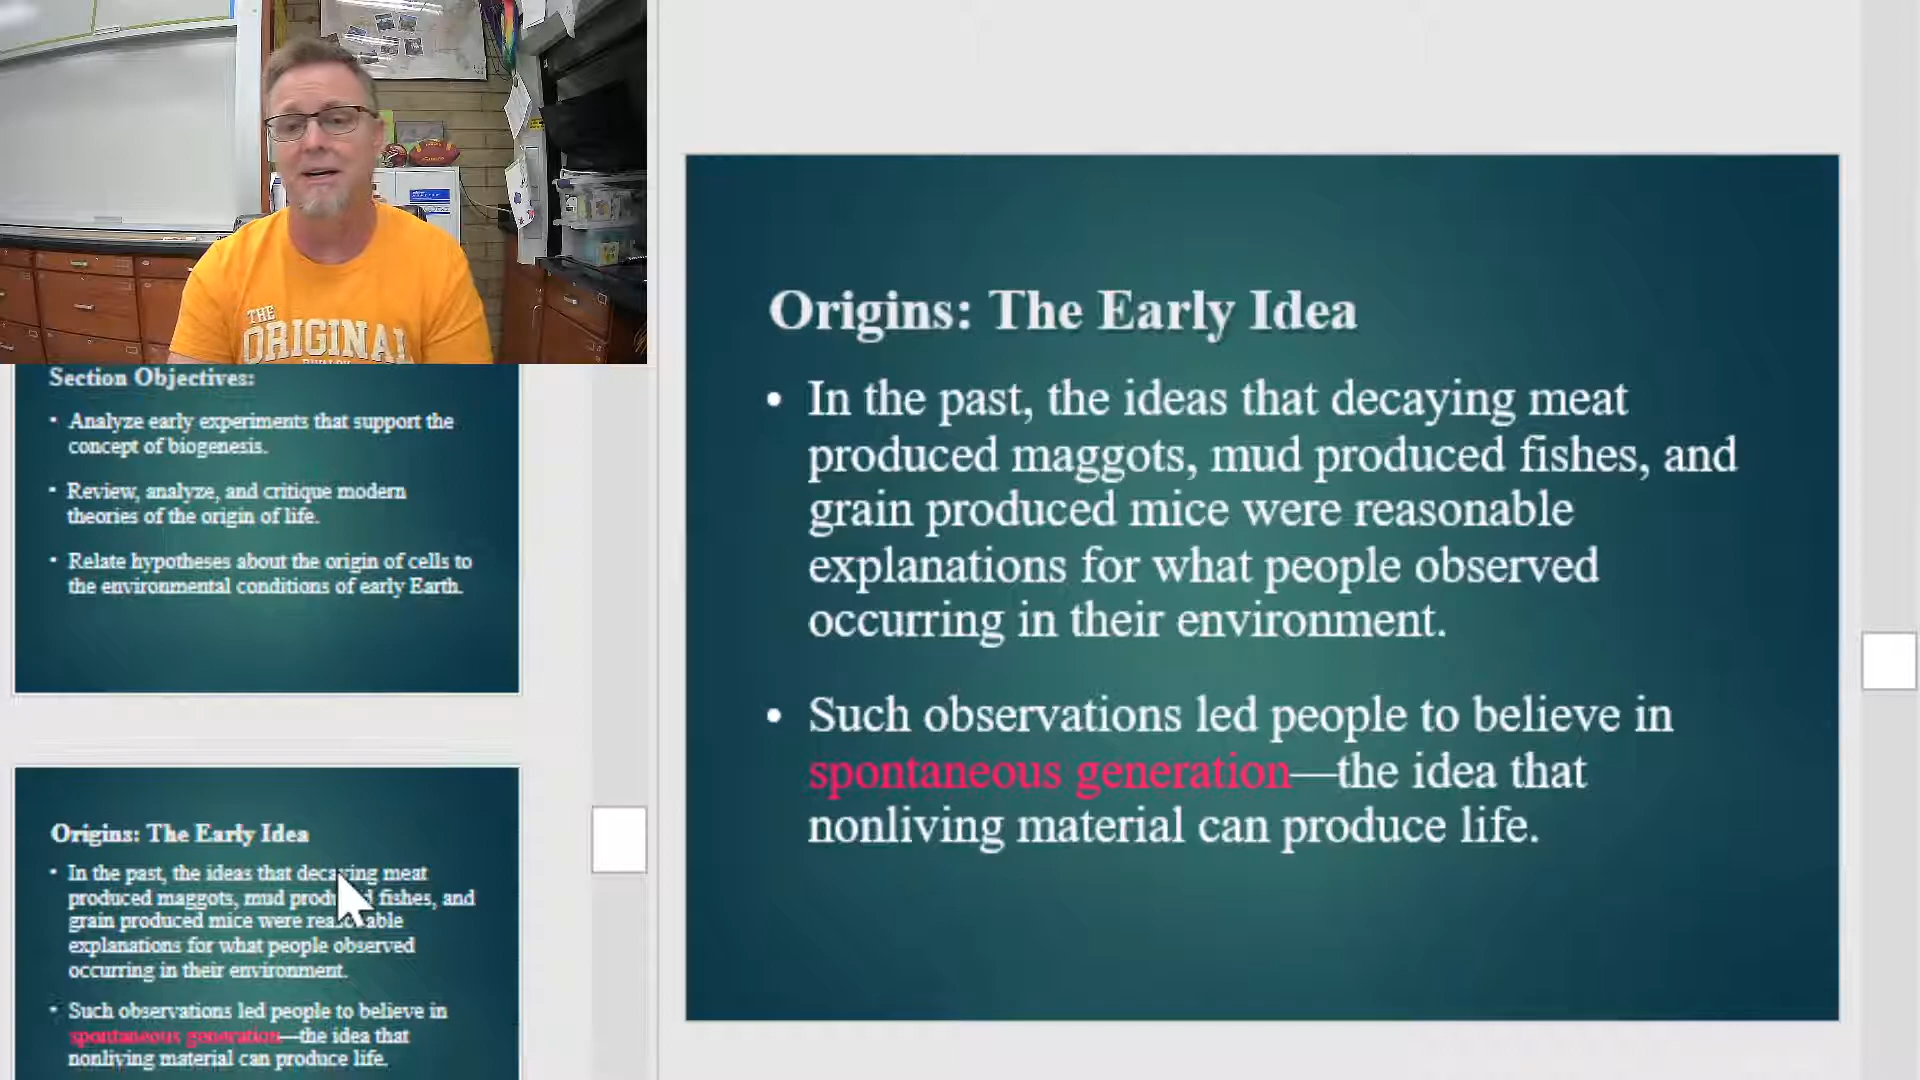 THE
ORIGINAL
Section Objectives:
• Analyze early experiments that support the
concept of biogenesis.
• Review, analyze, and critique modern
theories of the origin of life.
• Relate hypotheses about the origin of cells to
the environmental conditions of early Earth.
Origins: The Early Idea
• In the past, the ideas that decaying meat
produced maggots, mud produced fishes, and
grain produced mice were reasonable
explanations for what people observed
occurring in their environment.
• Such observations led people to believe in
spontaneous generation—the idea that
nonliving material can produce life.
Origins: The Early Idea
• In the past, the ideas that decaying meat
produced maggots, mud produced fishes, and
grain produced mice were reasonable
explanations for what people observed
occurring in their environment.
• Such observations led people to believe in
spontaneous generation—the idea that
nonliving material can produce life.